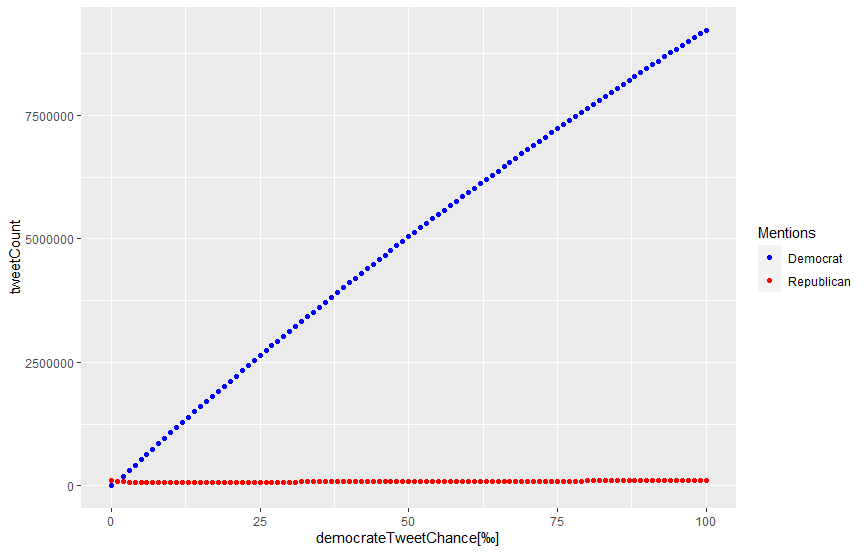 tweetCount
7500000
5000000
2500000
0
0 25 50 75 100
democrateTweetChance[‰]
Mentions
Democrat
Republican